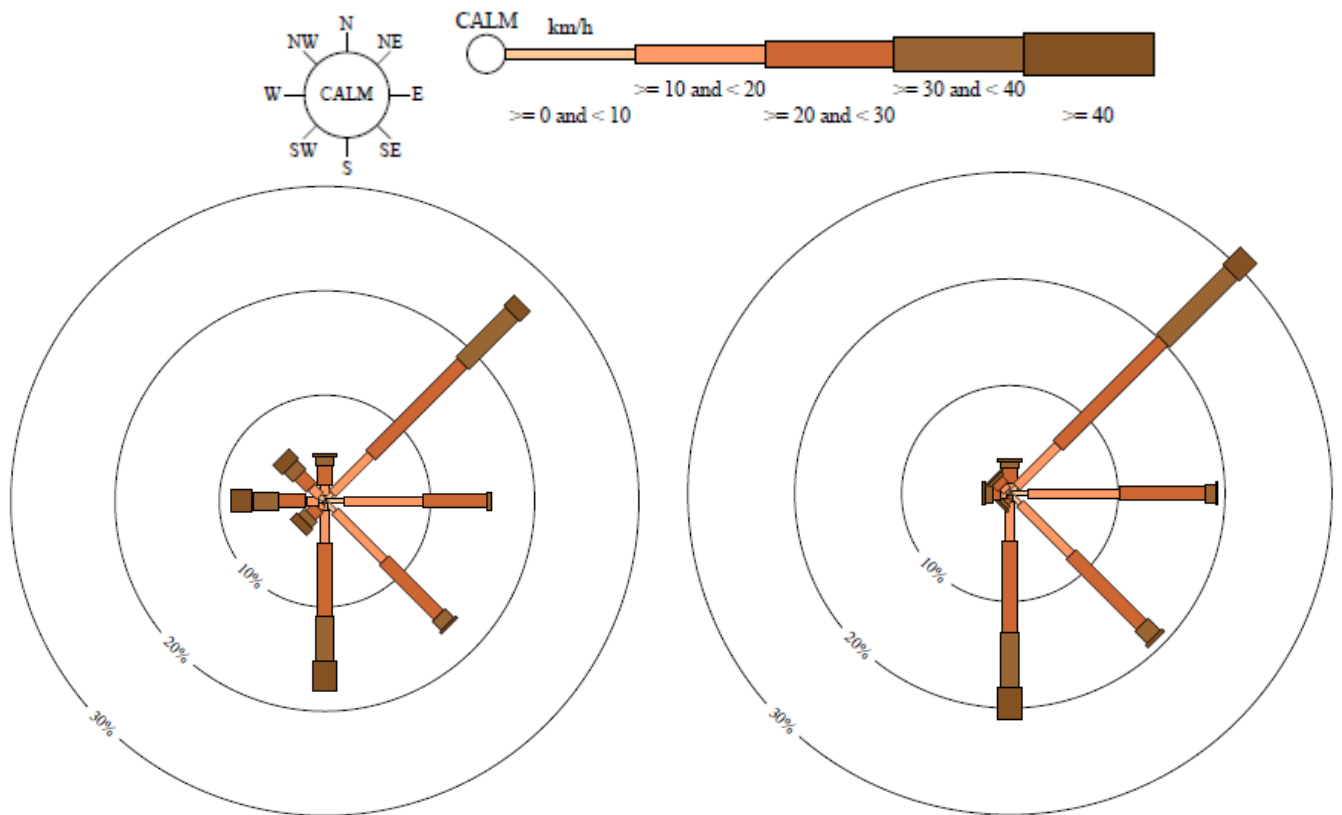 N
NW NE
W CALM E
SW SE
S
CALM km/h
>= 10 and < 20 >= 30 and < 40
>= 0 and < 10 >= 20 and < 30 >= 40
10%
20%
30%
10%
20%
30%